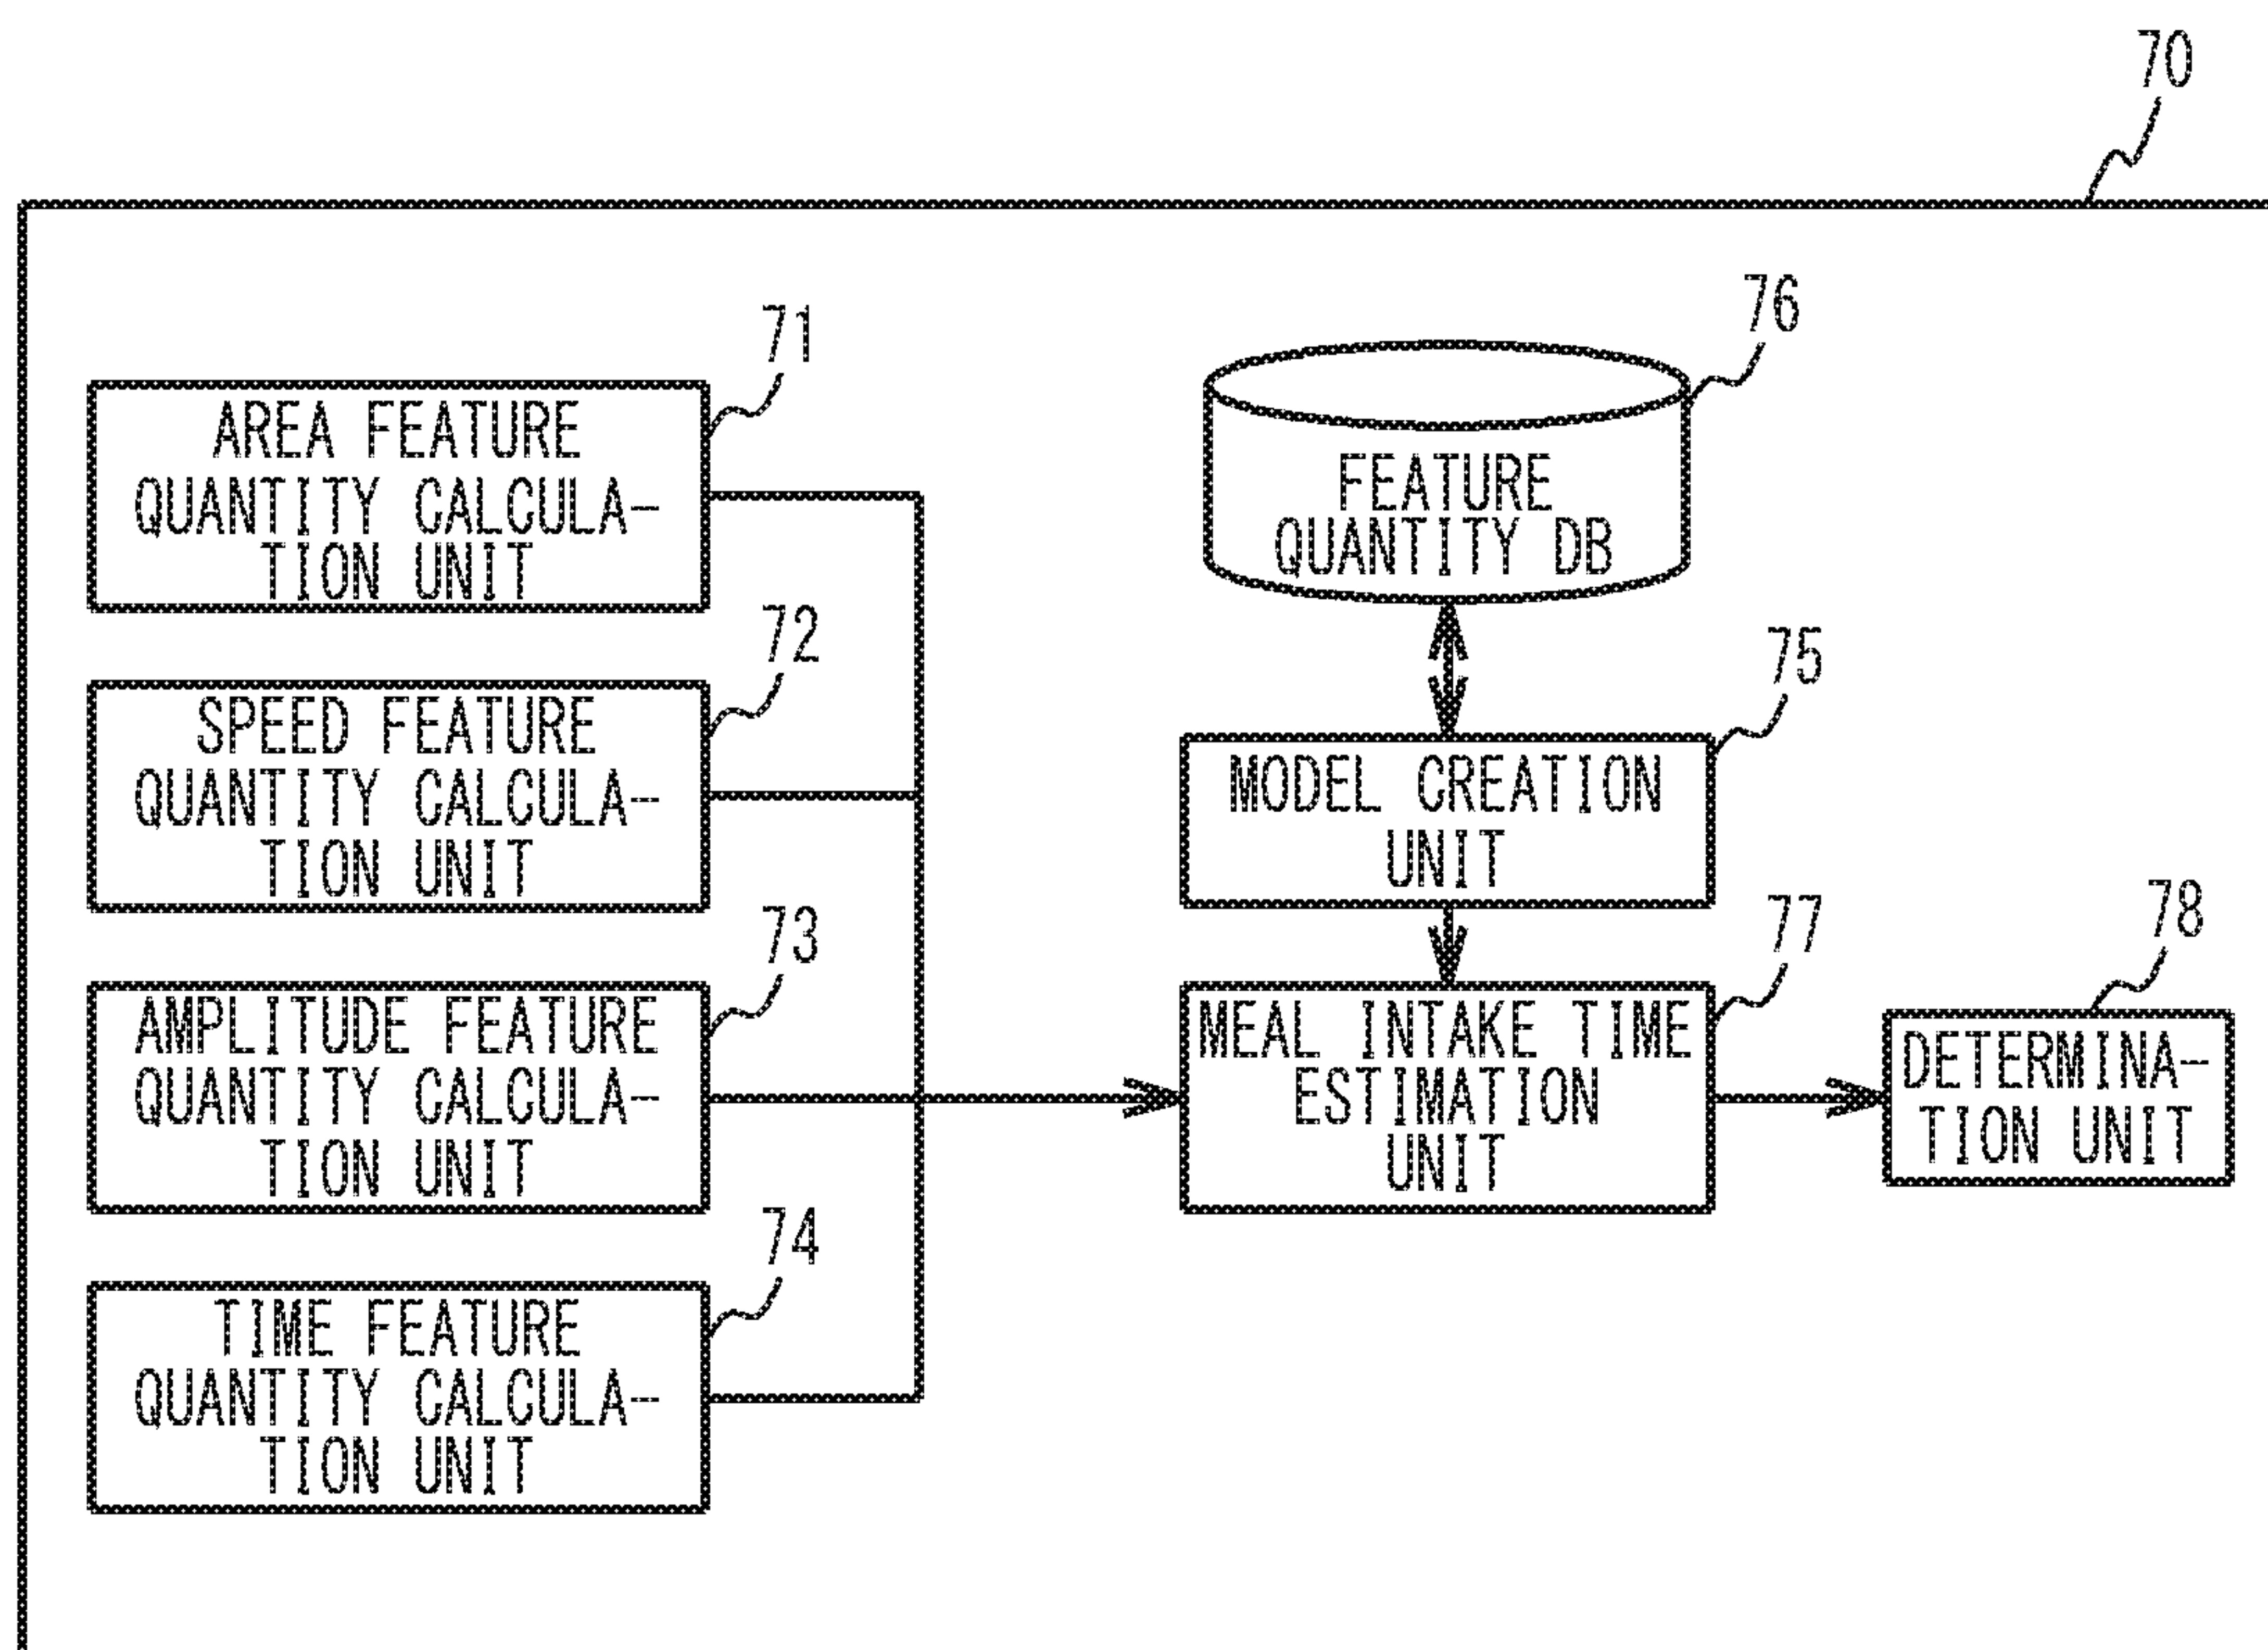 70
71
AREA FEATURE
QUANTITY CALCULA-
TION UNIT
72
SPEED FEATURE
QUANTITY CALCULA-
TION UNIT
73
AMPLITUDE FEATURE
QUANTITY CALCULA-
TION UNIT
74
TIME FEATURE
QUANTITY CALCULA-
TION UNIT
76
FEATURE
QUANTITY DB
75
MODEL CREATION
UNIT
77
MEAL INTAKE TIME
ESTIMATION
UNIT
78
DETERMINA-
TION UNIT